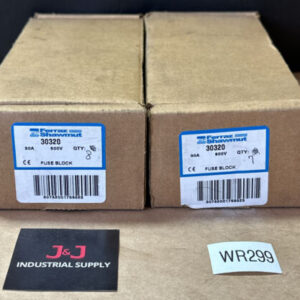 Ferraz
Shawmut
30320
30A 600V QTY:
CE FUSE BLOCK
Ferraz
Shawmut
30320
30A 600V QTY:
CE FUSE BLOCK
J&J
INDUSTRIAL SUPPLY
WR299